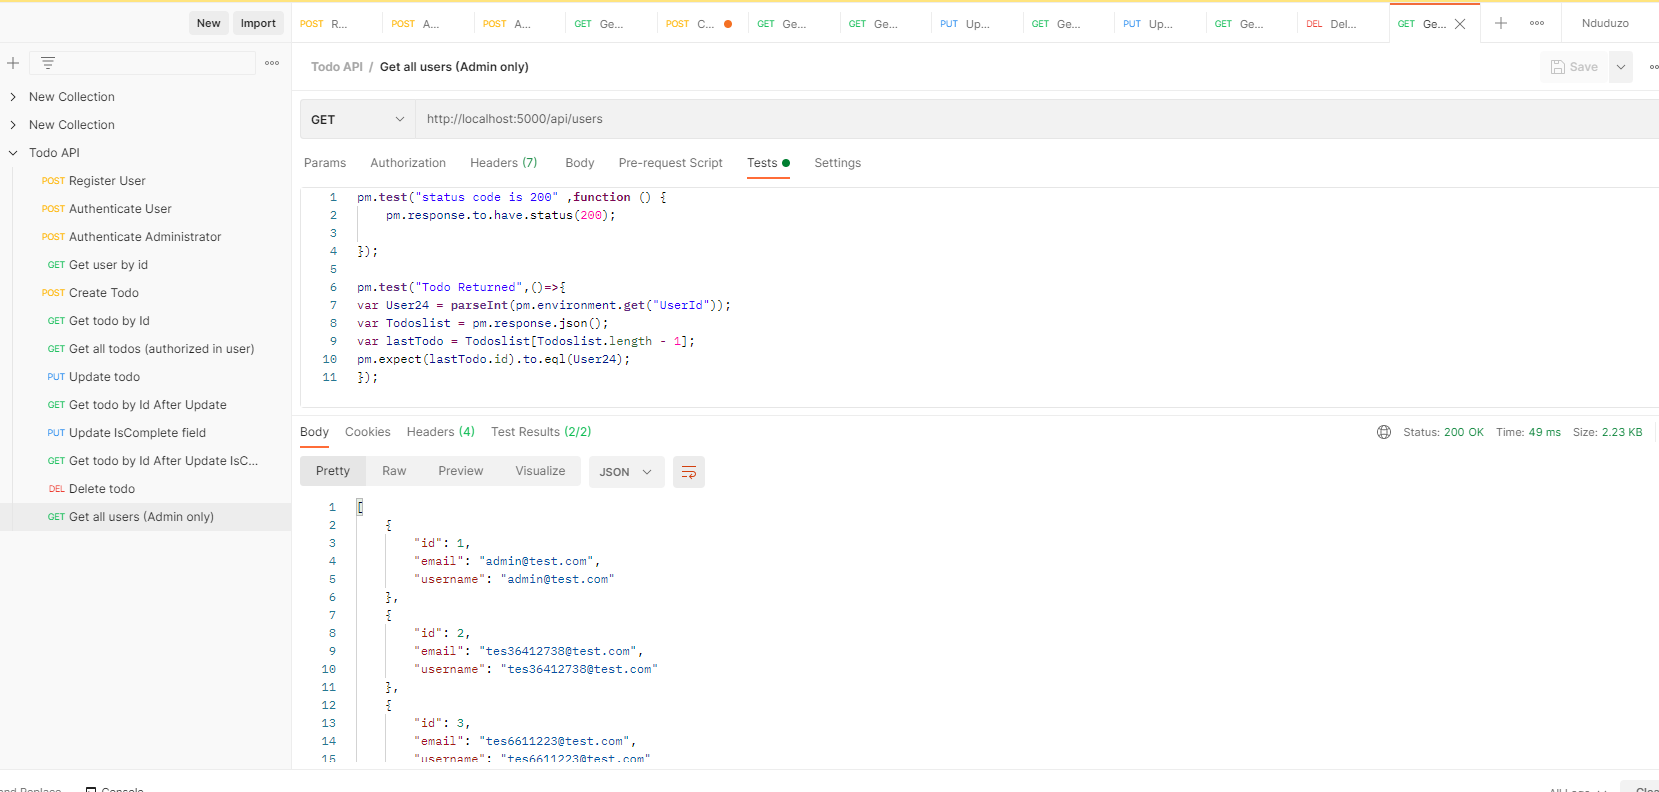 New Import POST R... POST A... POST A... GET Ge... POST C... GET Ge... GET Ge... PUT Up... GET Ge... PUT Up... GET Ge... DEL Del... GET Ge... Nduduzo
Todo API / Get all users (Admin only) Save
New Collection
New Collection
Todo API
POST Register User
POST Authenticate User
POST Authenticate Administrator
GET Get user by id
POST Create Todo
GET Get todo by Id
GET Get all todos (authorized in user)
PUT Update todo
GET Get todo by Id After Update
PUT Update IsComplete field
GET Get todo by Id After Update IsC...
DEL Delete todo
GET Get all users (Admin only)
GET http://localhost:5000/api/users
Params Authorization Headers (7) Body Pre-request Script Tests Settings
1 pm.test("status code is 200" ,function () {
2 pm.response.to.have.status(200);
3
4 });
5
6 pm.test("Todo Returned",()=>{
7 var User24 = parseInt(pm.environment.get("UserId"));
8 var Todoslist = pm.response.json();
9 var lastTodo = Todoslist[Todoslist.length - 1];
10 pm.expect(lastTodo.id).to.eql(User24);
11 });
Body Cookies Headers (4) Test Results (2/2) Status: 200 OK Time: 49 ms Size: 2.23 KB
Pretty Raw Preview Visualize JSON
1 [
2 {
3 "id": 1,
4 "email": "admin@test.com",
5 "username": "admin@test.com"
6 },
7 {
8 "id": 2,
9 "email": "tes36412738@test.com",
10 "username": "tes36412738@test.com"
11 },
12 {
13 "id": 3,
14 "email": "tes6611223@test.com",
15 "username": "tes6611223@test.com"
Console